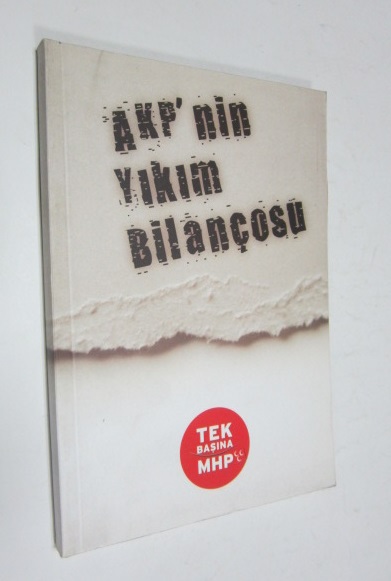 AKP'nin
Yıkım
Bilançosu
TEK
BAŞINA
MHP